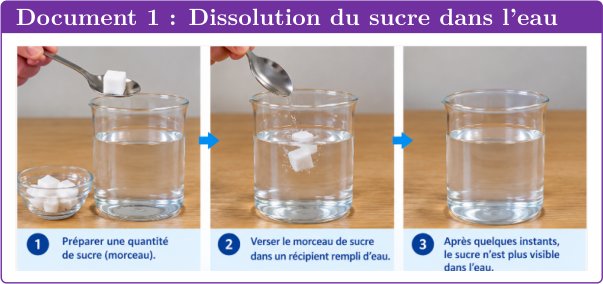 Document 1 : Dissolution du sucre dans l'eau
1
Préparer une quantité
de sucre (morceau).
2
Verser le morceau de sucre
dans un récipient rempli d'eau.
3
Après quelques instants,
le sucre n'est plus visible
dans l'eau.